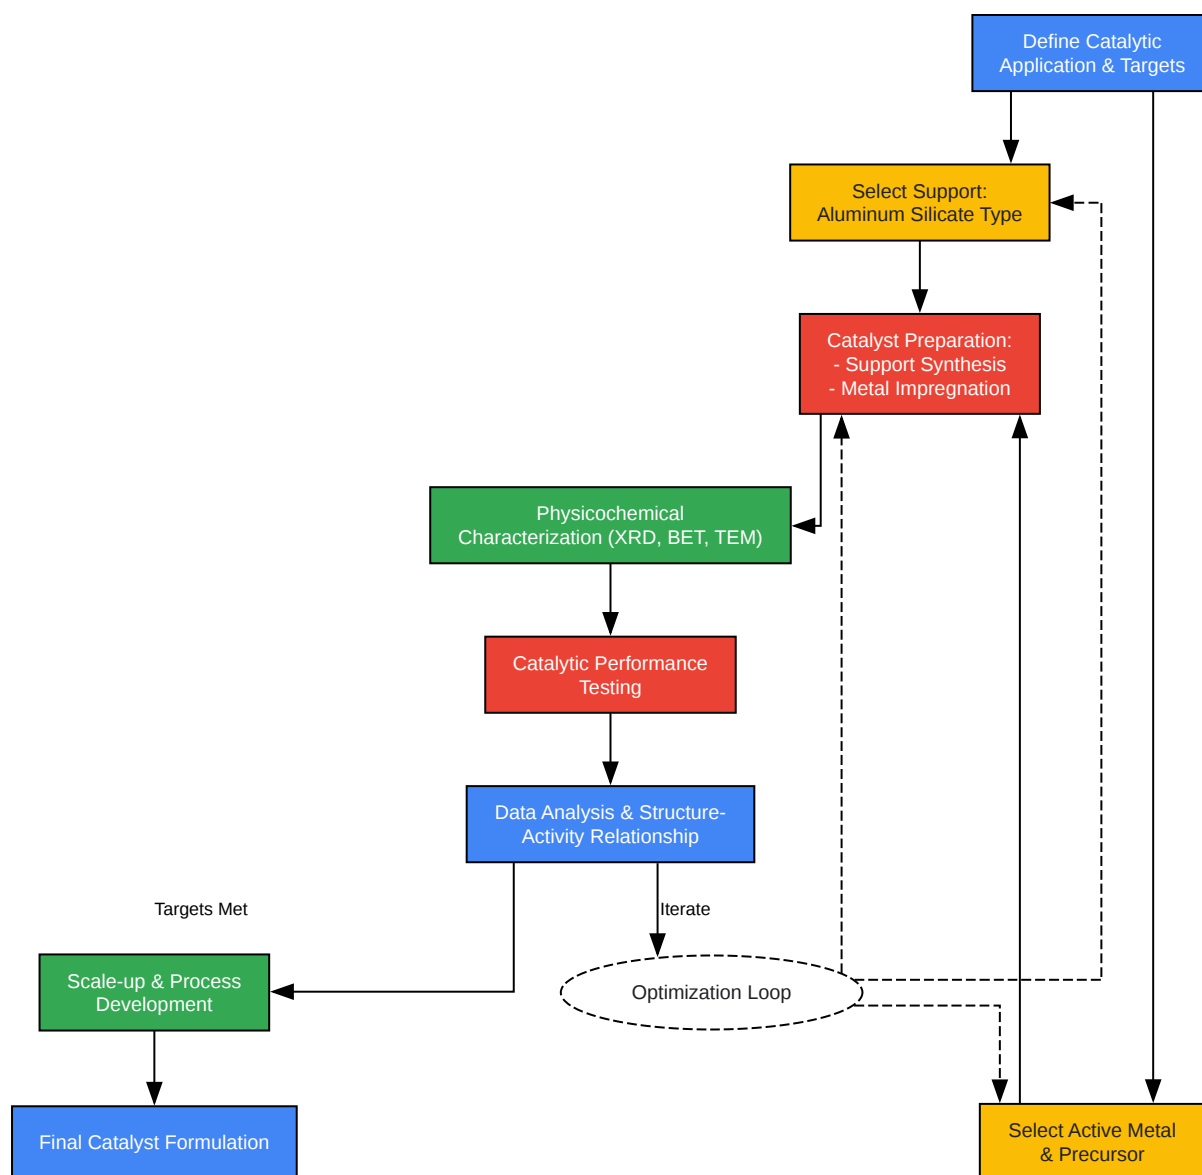 Define Catalytic
Application & Targets
Select Support:
Aluminum Silicate Type
Catalyst Preparation:
- Support Synthesis
- Metal Impregnation
Physicochemical
Characterization (XRD, BET, TEM)
Catalytic Performance
Testing
Data Analysis & Structure-
Activity Relationship
Targets Met
Iterate
Scale-up & Process
Development
Optimization Loop
Final Catalyst Formulation
Select Active Metal
& Precursor